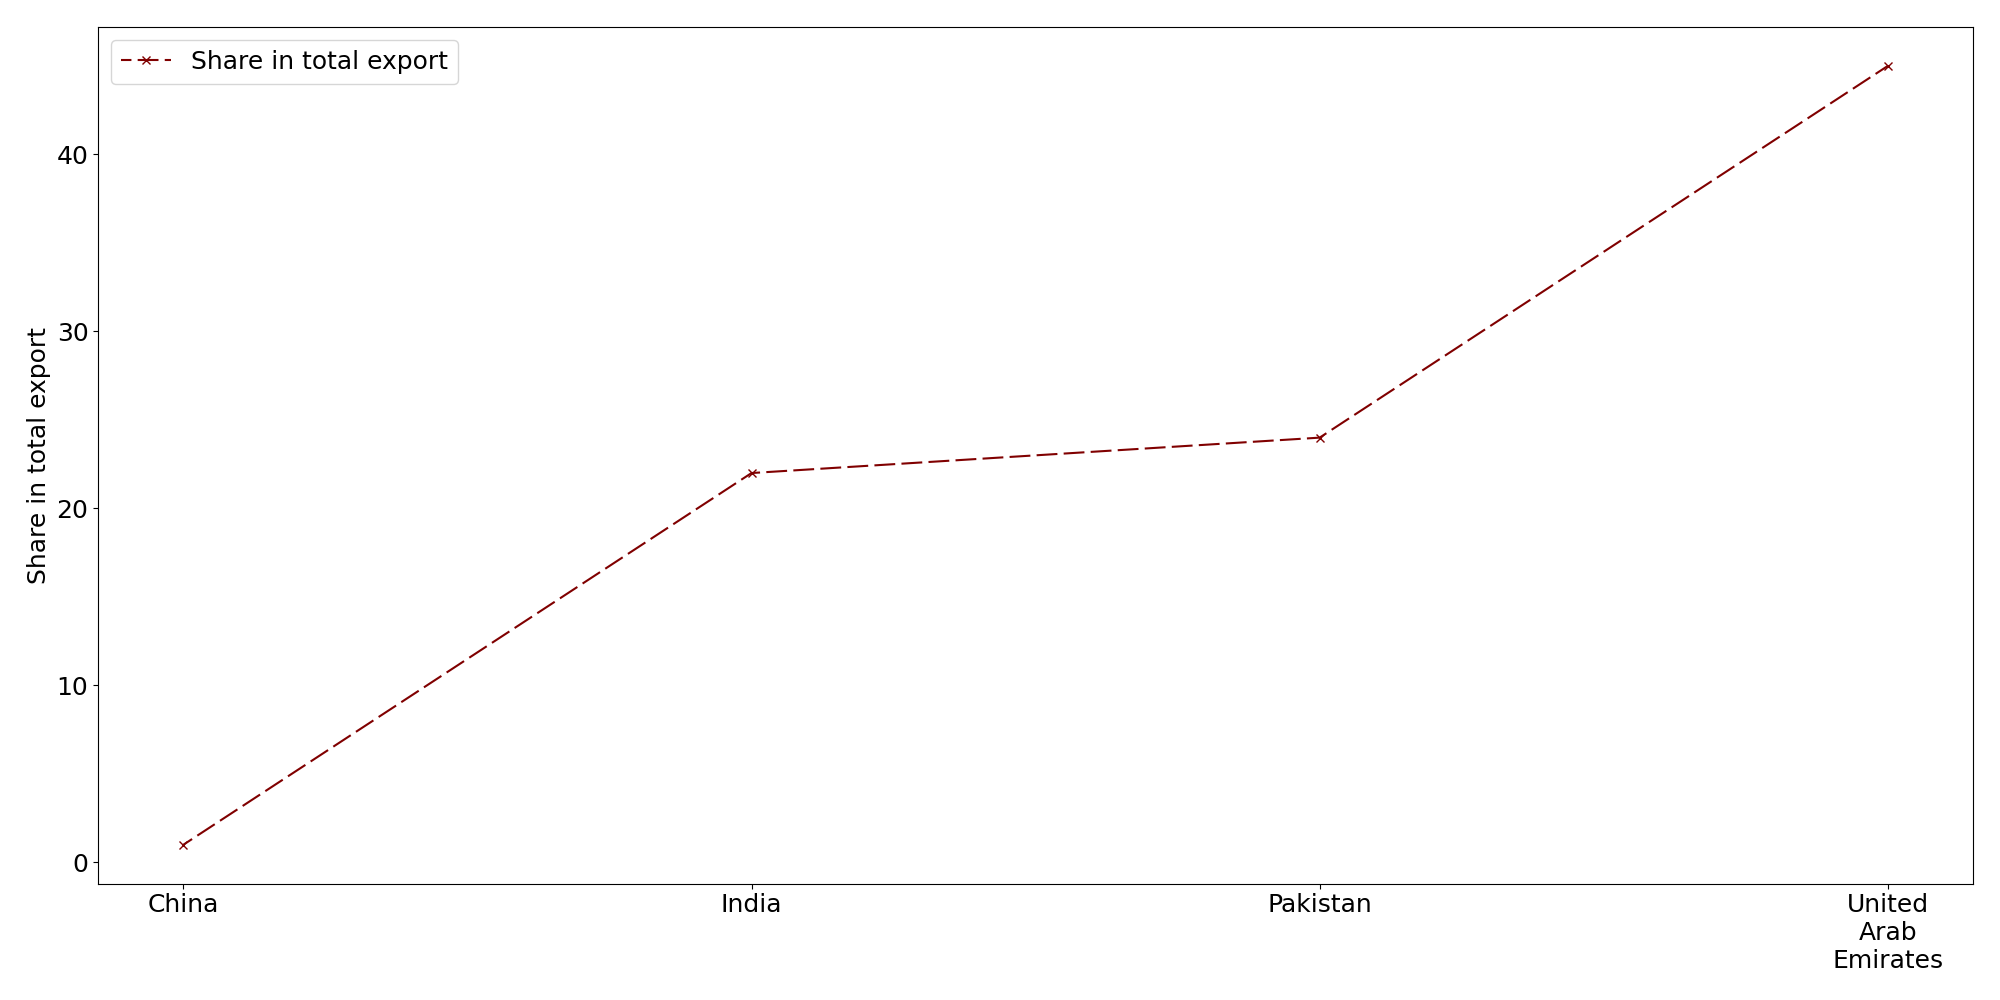 Share in total export
Share in total export
40
30
20
10
0
China
India
Pakistan
United
Arab
Emirates